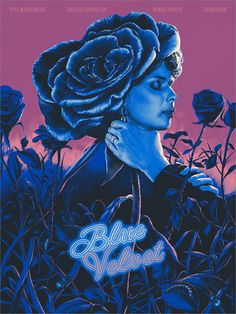 KYLE MACLACHLAN ISABELLA ROSSELLINI DENNIS HOPPER LAURA DERN
Blue
Velvet